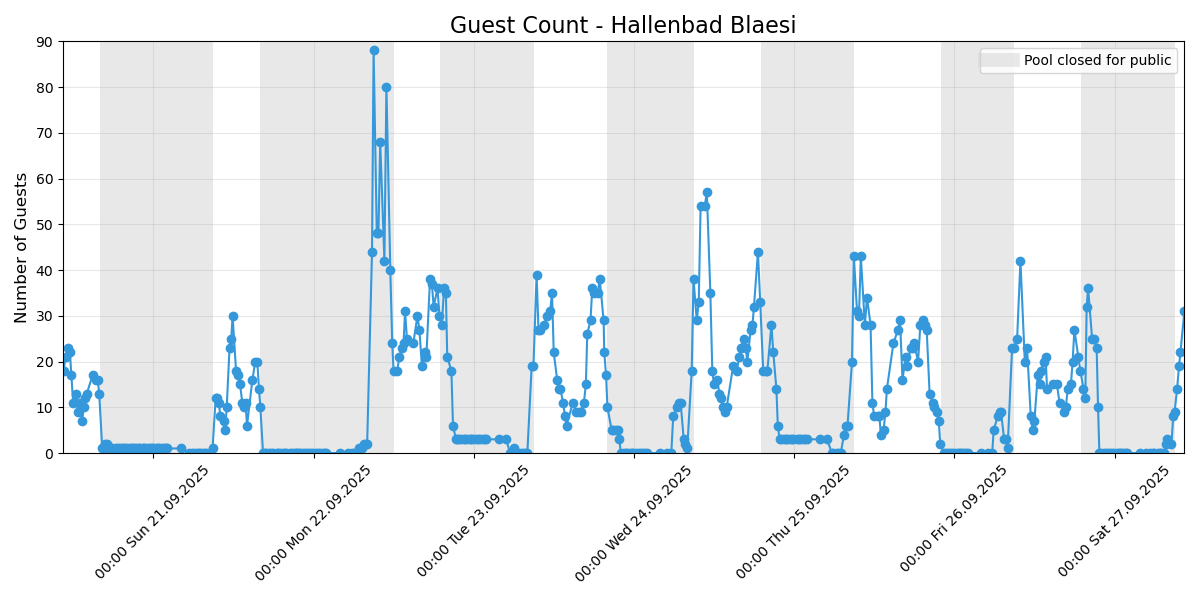 Guest Count - Hallenbad Blaesi
Pool closed for public
Number of Guests
90
80
70
60
50
40
30
20
10
0
00:00 Sun 21.09.2025
00:00 Mon 22.09.2025
00:00 Tue 23.09.2025
00:00 Wed 24.09.2025
00:00 Thu 25.09.2025
00:00 Fri 26.09.2025
00:00 Sat 27.09.2025